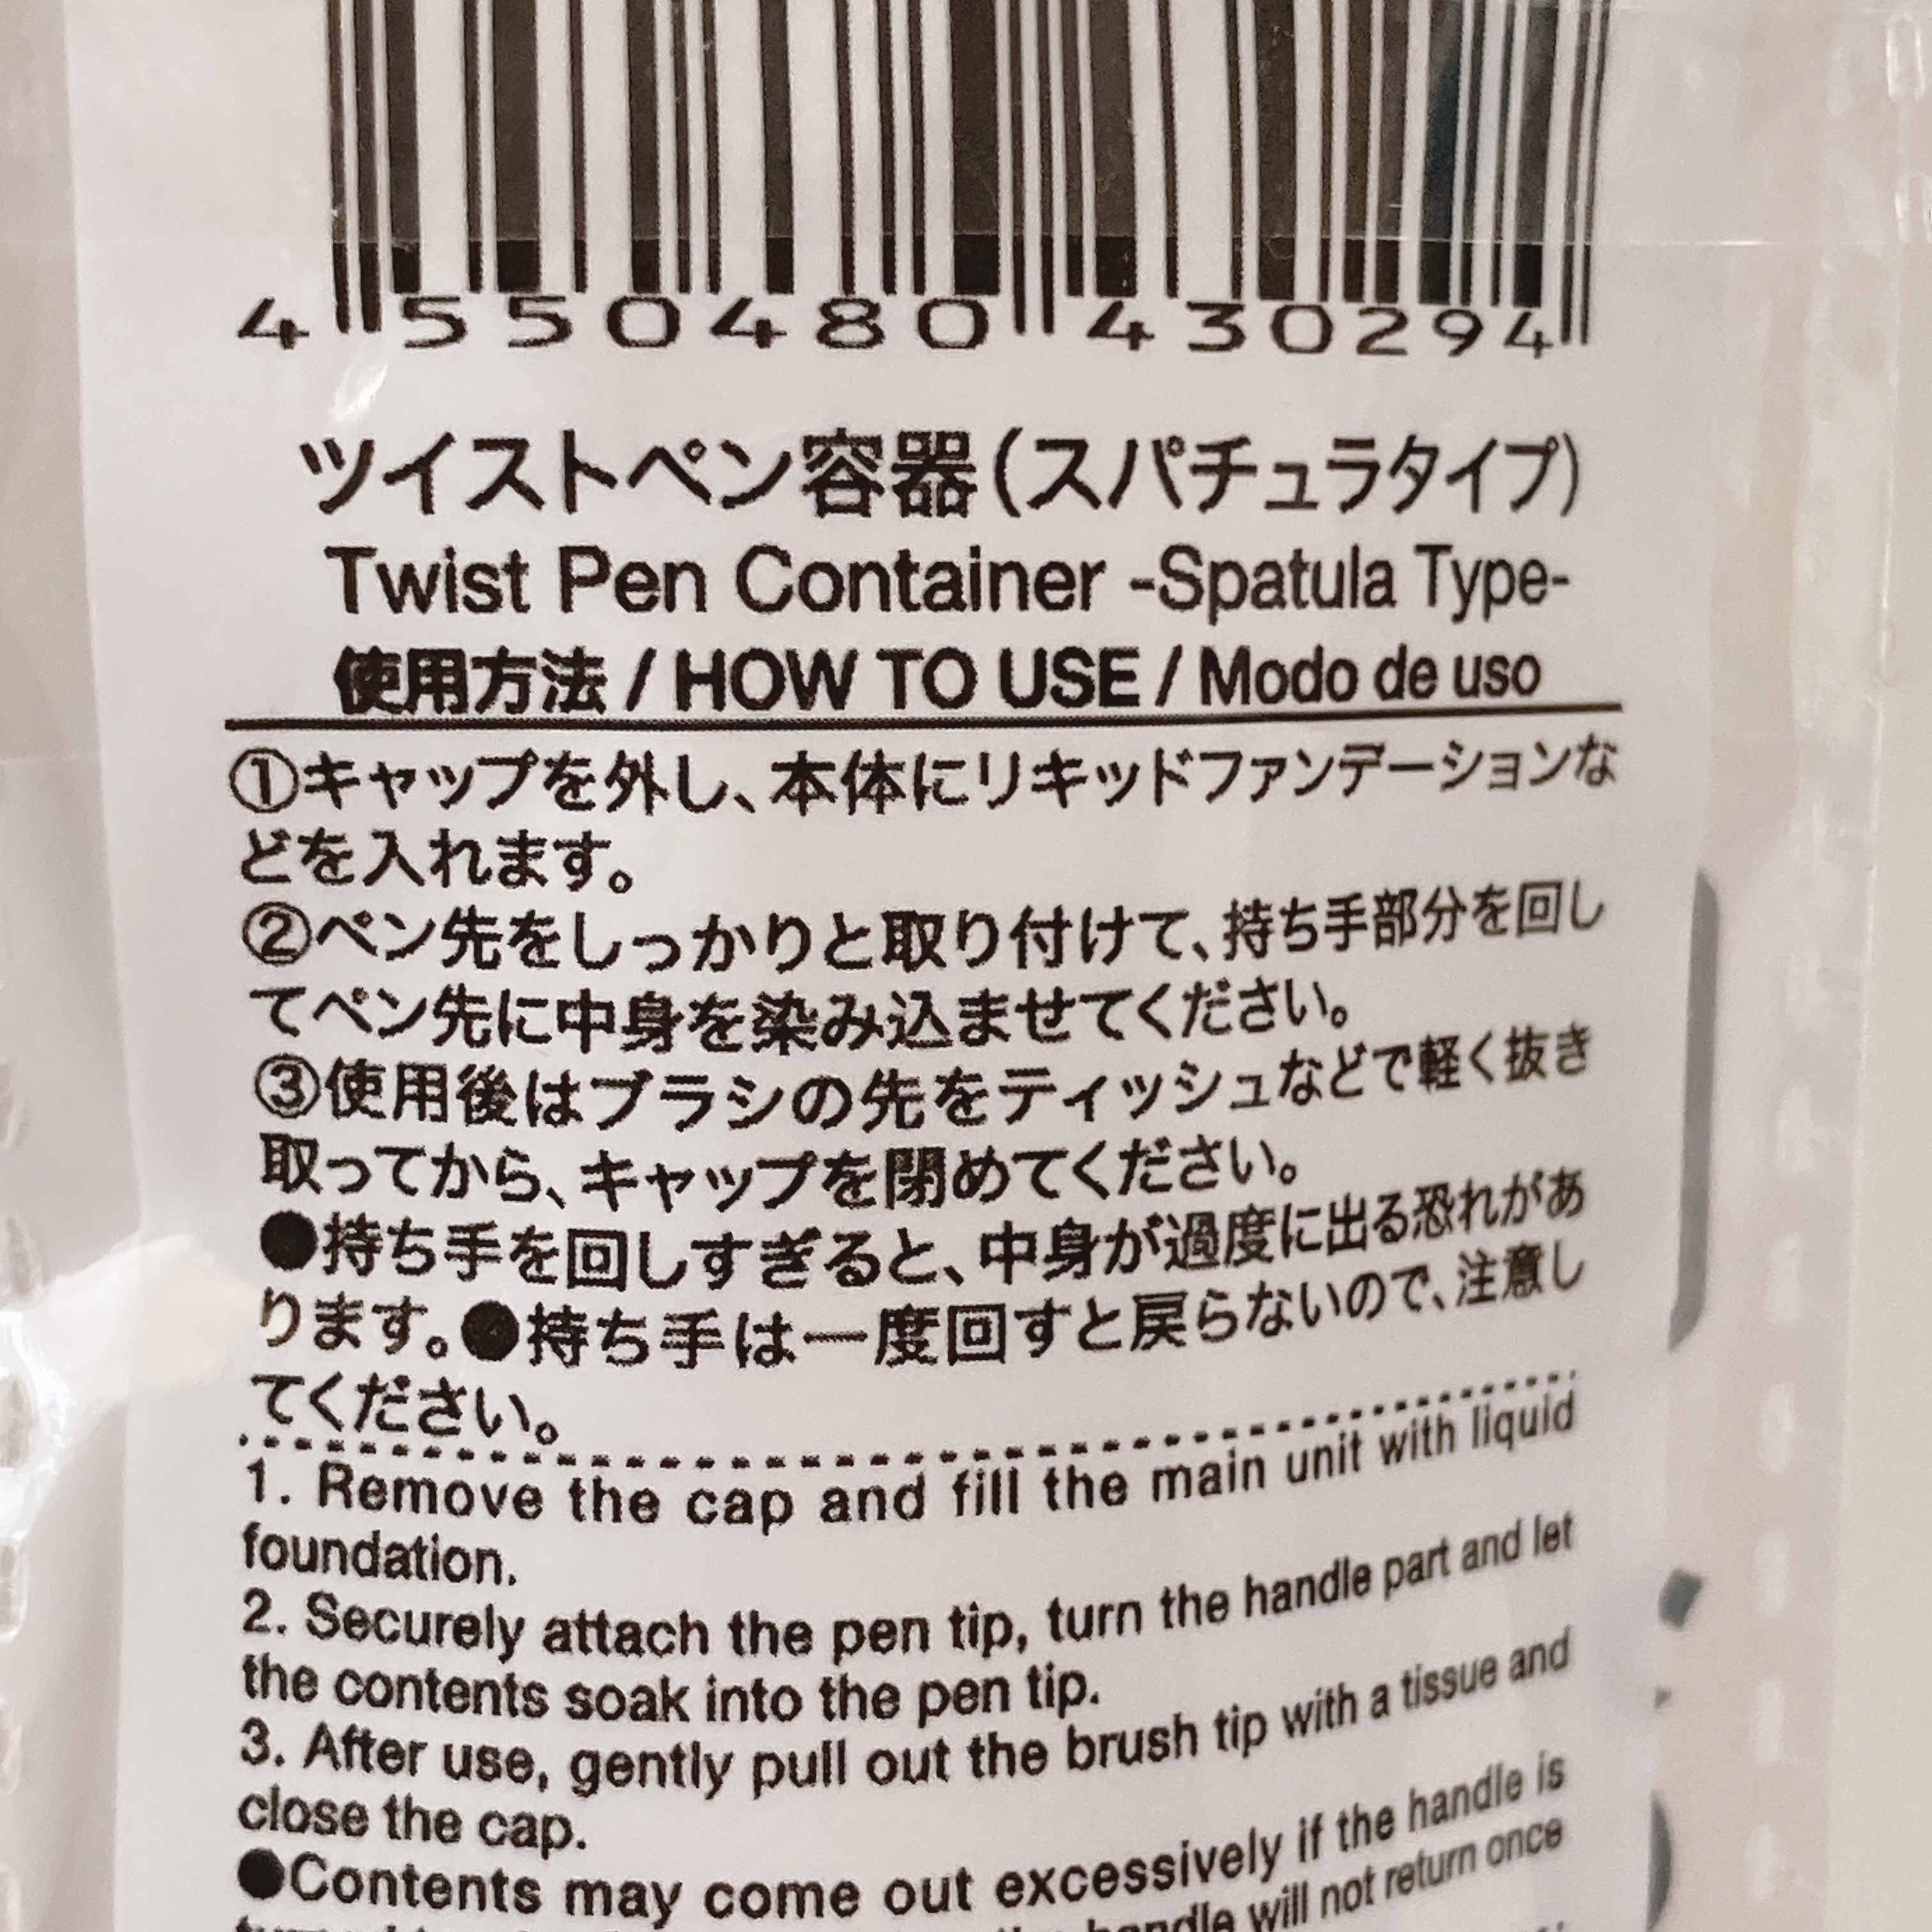 4 550480 430294
ツイストペン容器(スパチュラタイプ)
Twist Pen Container -Spatula Type-
使用方法 / HOW TO USE / Modo de uso
①キャップを外し、本体にリキッドファンデーションな
どを入れます。
②ペン先をしっかりと取り付けて、持ち手部分を回し
てペン先に中身を染み込ませてください。
③使用後はブラシの先をティッシュなどで軽く抜き
取ってから、キャップを閉めてください。
●持ち手を回しすぎると、中身が過度に出る恐れがあ
ります。●持ち手は一度回すと戻らないので、注意し
てください。
1. Remove the cap and fill the main unit with liquid
foundation.
2. Securely attach the pen tip, turn the handle part and let
the contents soak into the pen tip.
3. After use, gently pull out the brush tip with a tissue and
close the cap.
●Contents may come out excessively if the handle is
handle will not return once